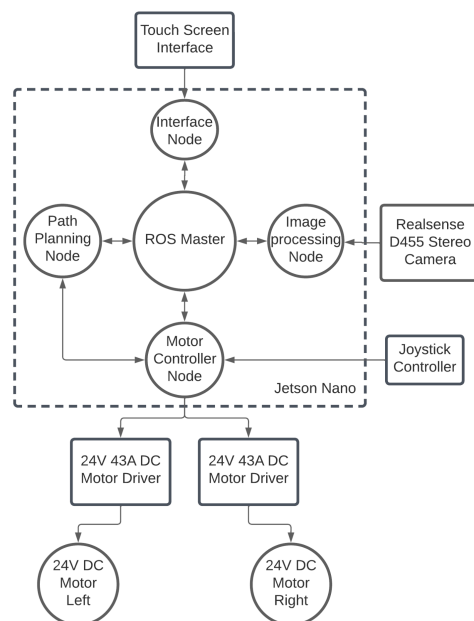 Touch Screen
Interface
Interface
Node
Path
Planning
Node
ROS Master
Image
processing
Node
Realsense
D455 Stereo
Camera
Motor
Controller
Node
Joystick
Controller
Jetson Nano
24V 43A DC
Motor Driver
24V 43A DC
Motor Driver
24V DC
Motor
Left
24V DC
Motor
Right